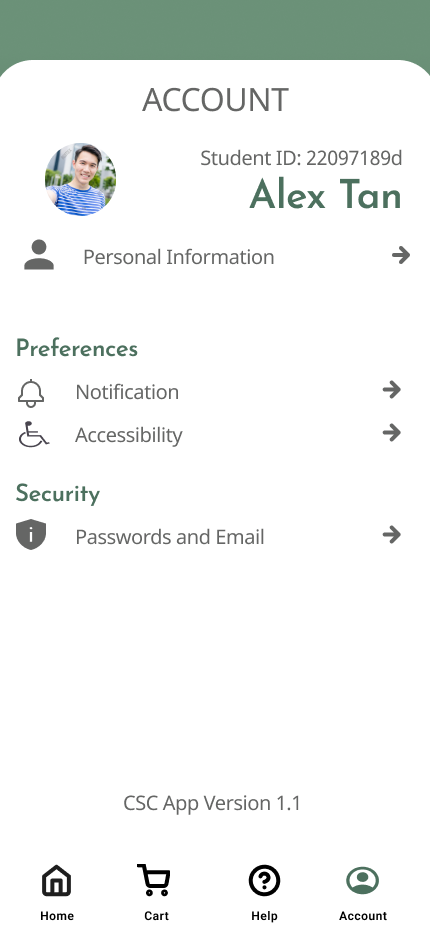 ACCOUNT
Student ID: 22097189d
Alex Tan
Personal Information
Preferences
Notification
Accessibility
Security
Passwords and Email
CSC App Version 1.1
Home Cart Help Account